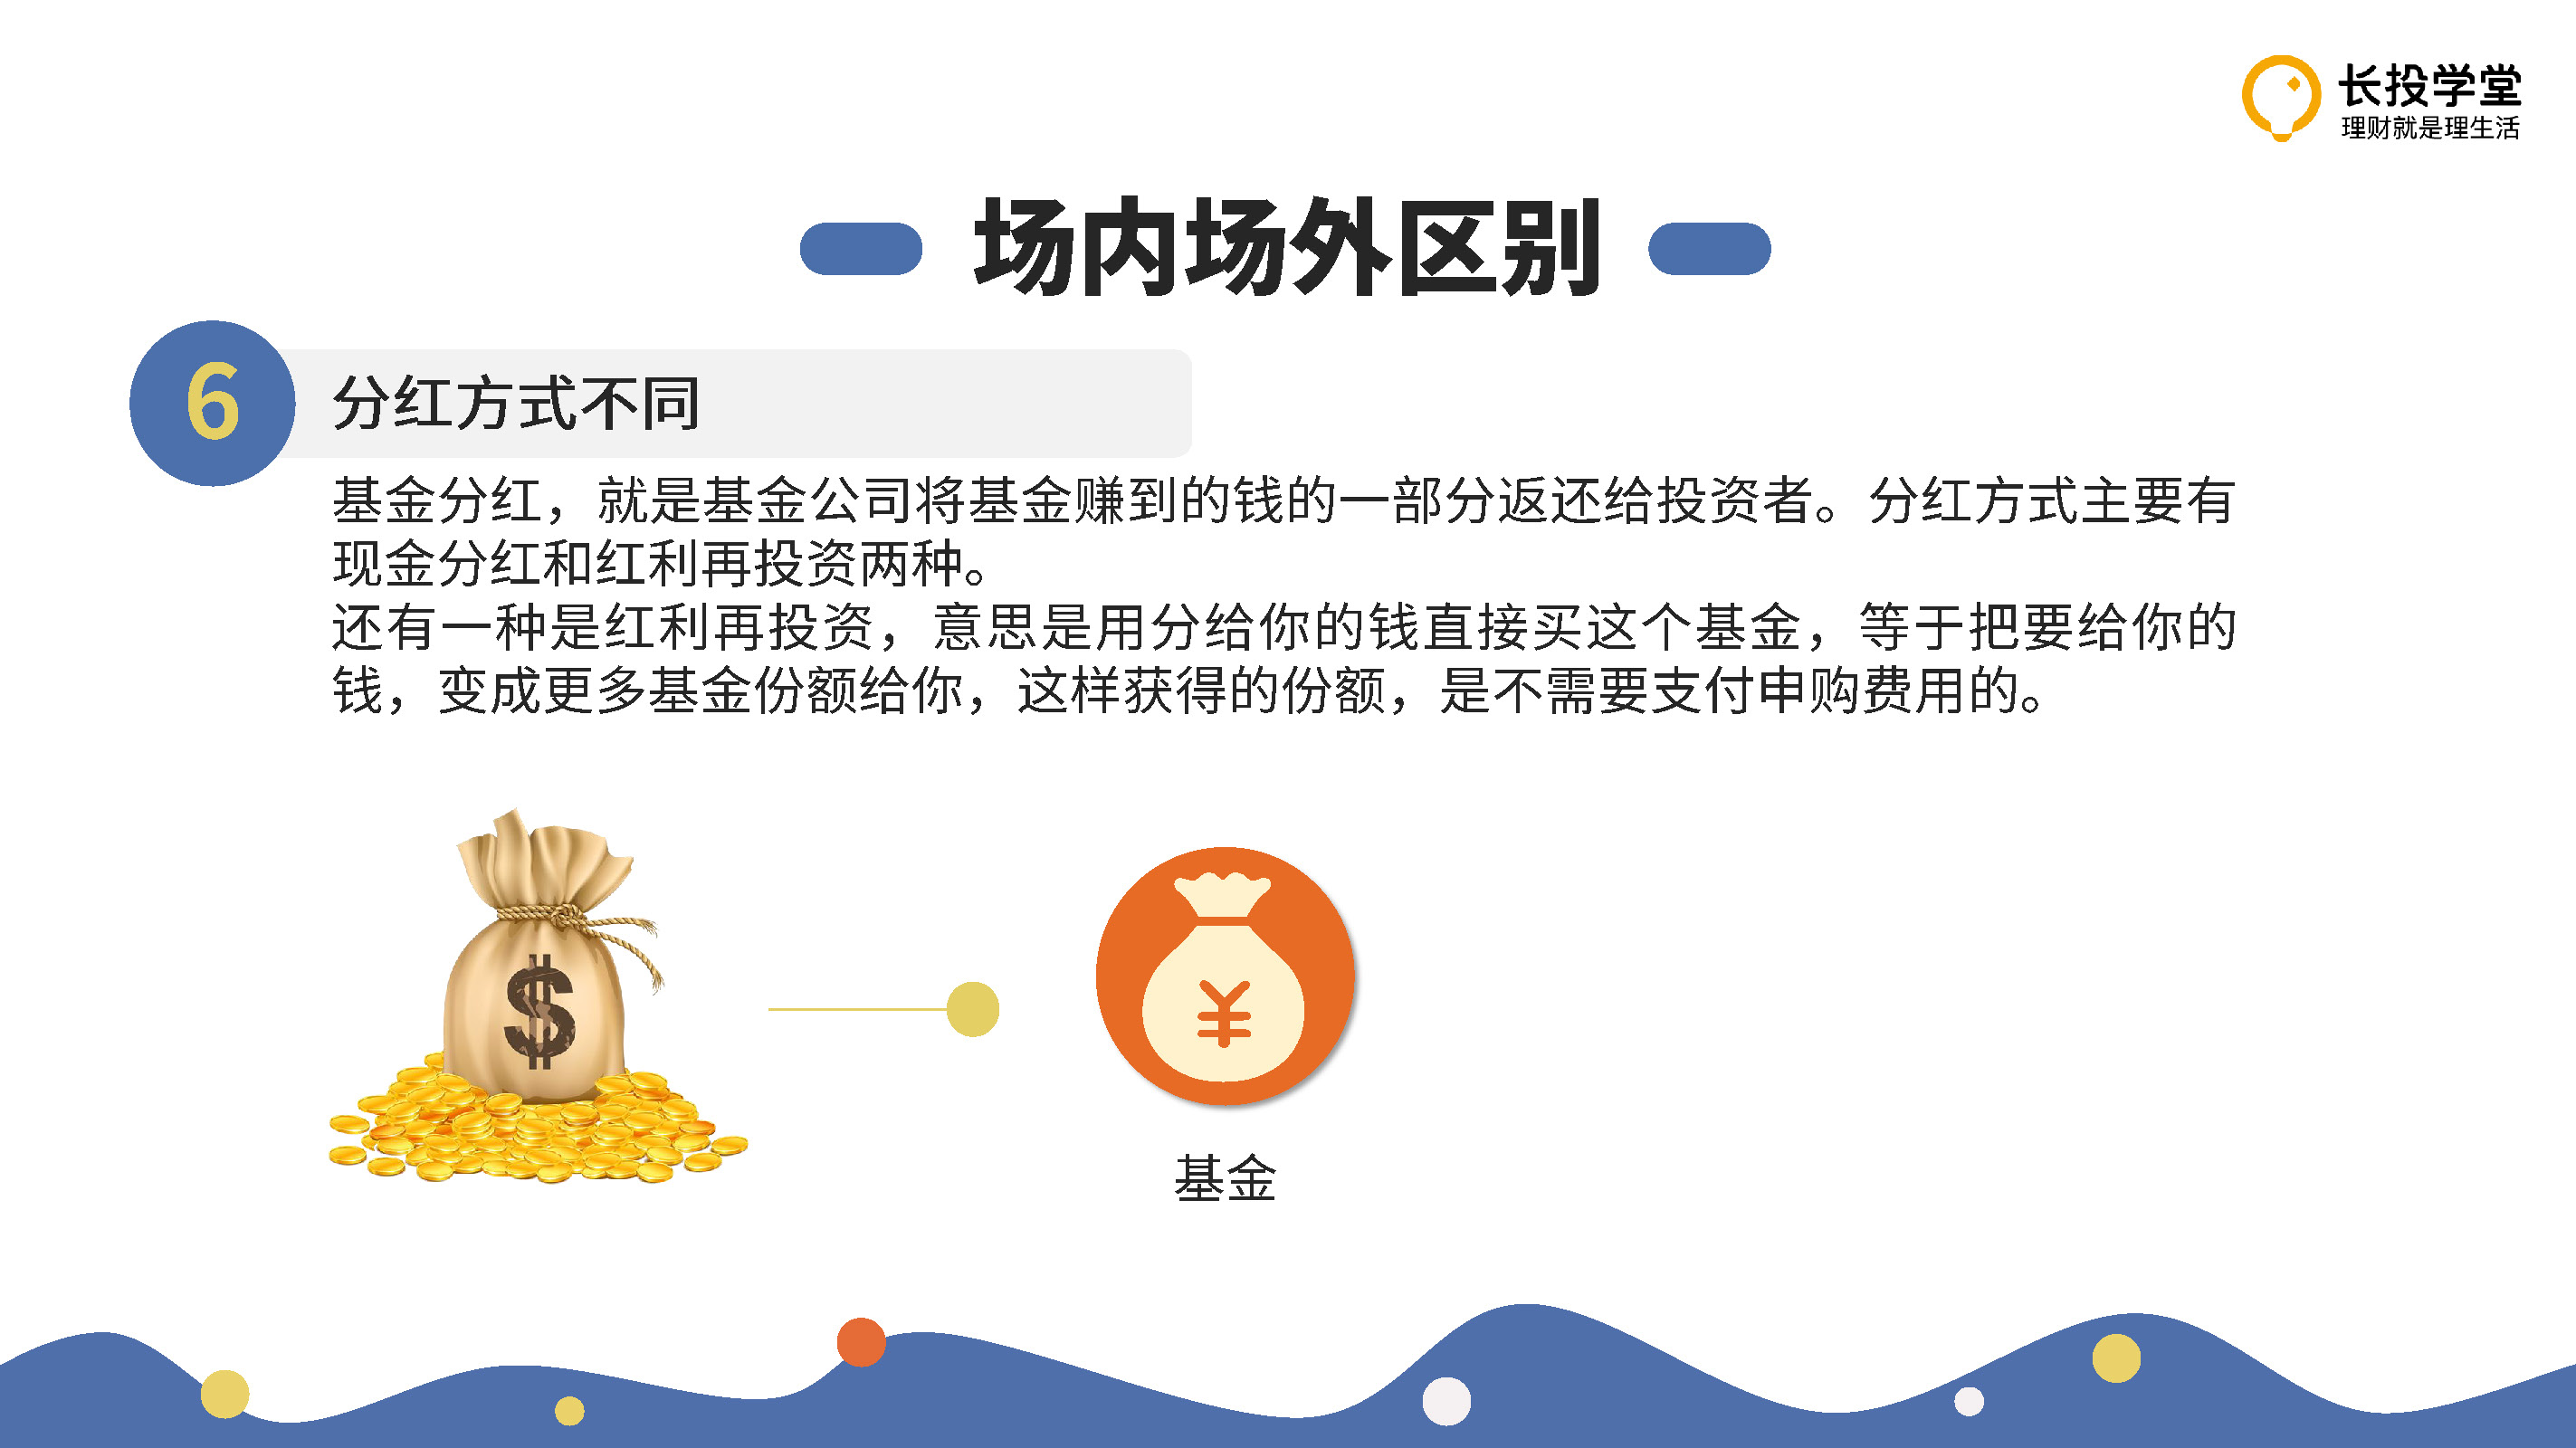 长投学堂
理财就是理生活
场内场外区别
6
分红方式不同
基金分红，就是基金公司将基金赚到的钱的一部分返还给投资者。分红方式主要有
现金分红和红利再投资两种。
还有一种是红利再投资，意思是用分给你的钱直接买这个基金，等于把要给你的
钱，变成更多基金份额给你，这样获得的份额，是不需要支付申购费用的。
$
¥
基金